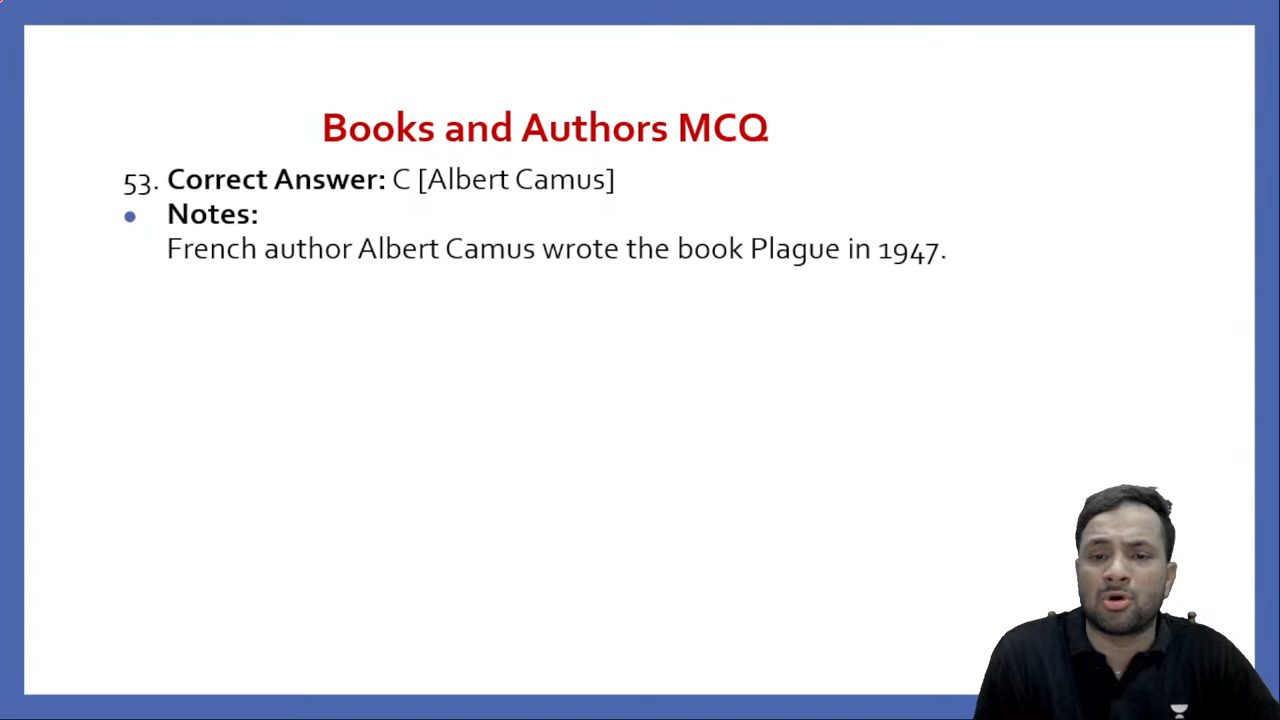 Books and Authors MCQ
53. Correct Answer: C [Albert Camus]
• Notes:
French author Albert Camus wrote the book Plague in 1947.